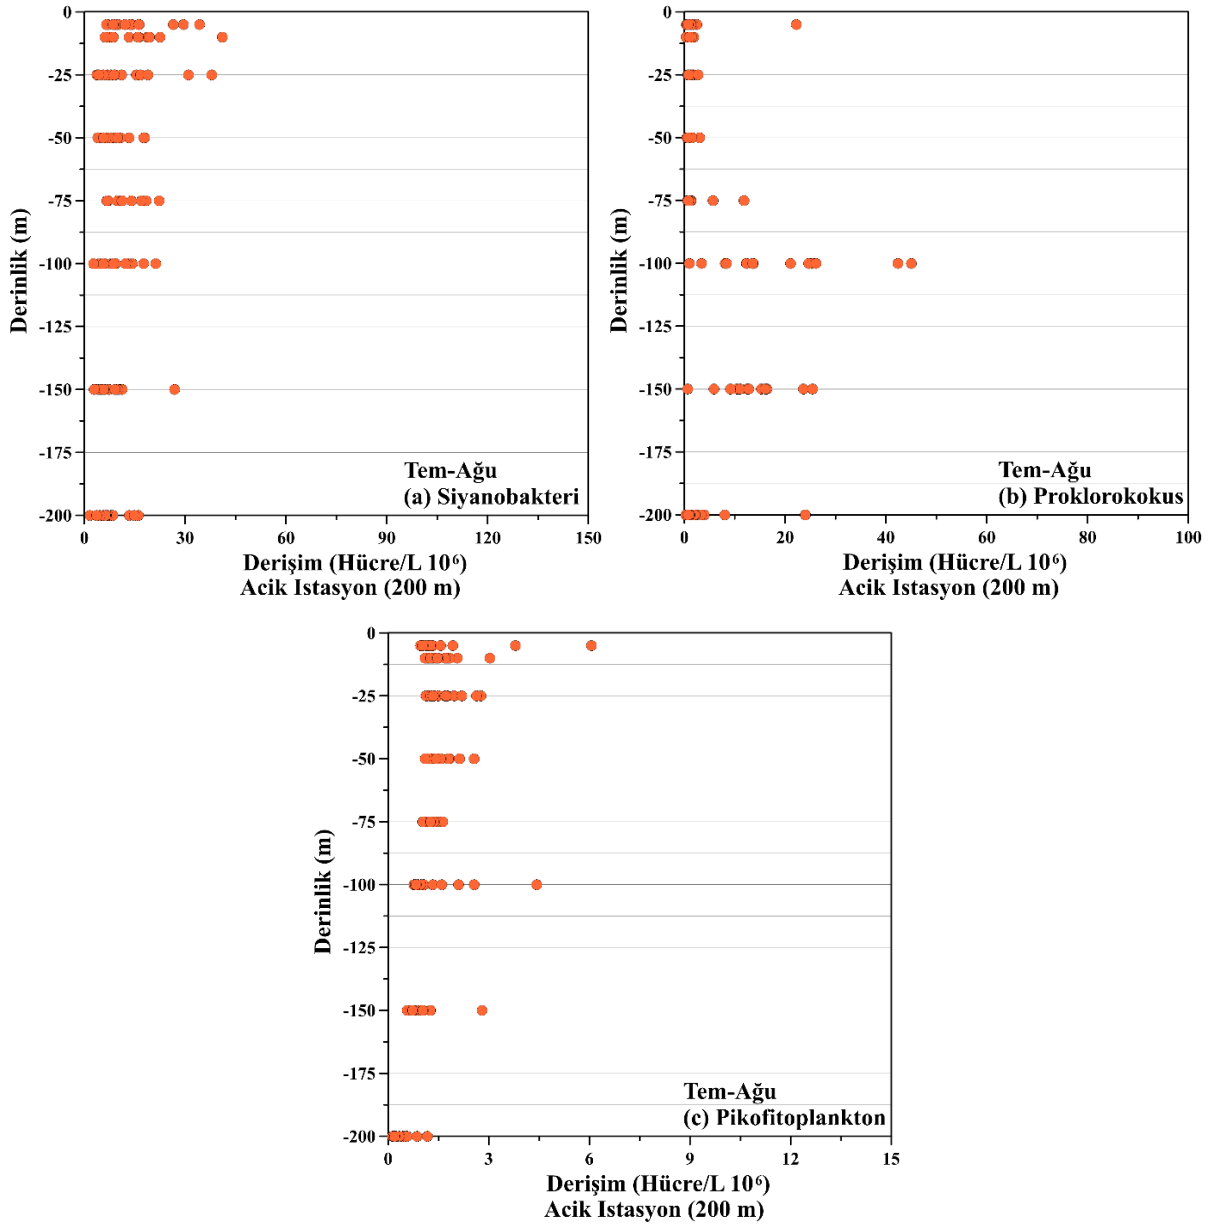 0
-25
-50
-75
-100
-125
-150
-175
-200
Derinlik (m)
0 30 60 90 120 150
Tem-Ağu
(a) Siyanobakteri
Derişim (Hücre/L 10⁶)
Acik Istasyon (200 m)
0
-25
-50
-75
-100
-125
-150
-175
-200
Derinlik (m)
0 20 40 60 80 100
Tem-Ağu
(b) Proklorokokus
Derişim (Hücre/L 10⁶)
Acik Istasyon (200 m)
0
-25
-50
-75
-100
-125
-150
-175
-200
Derinlik (m)
0 3 6 9 12 15
Tem-Ağu
(c) Pikofitoplankton
Derişim (Hücre/L 10⁶)
Acik Istasyon (200 m)